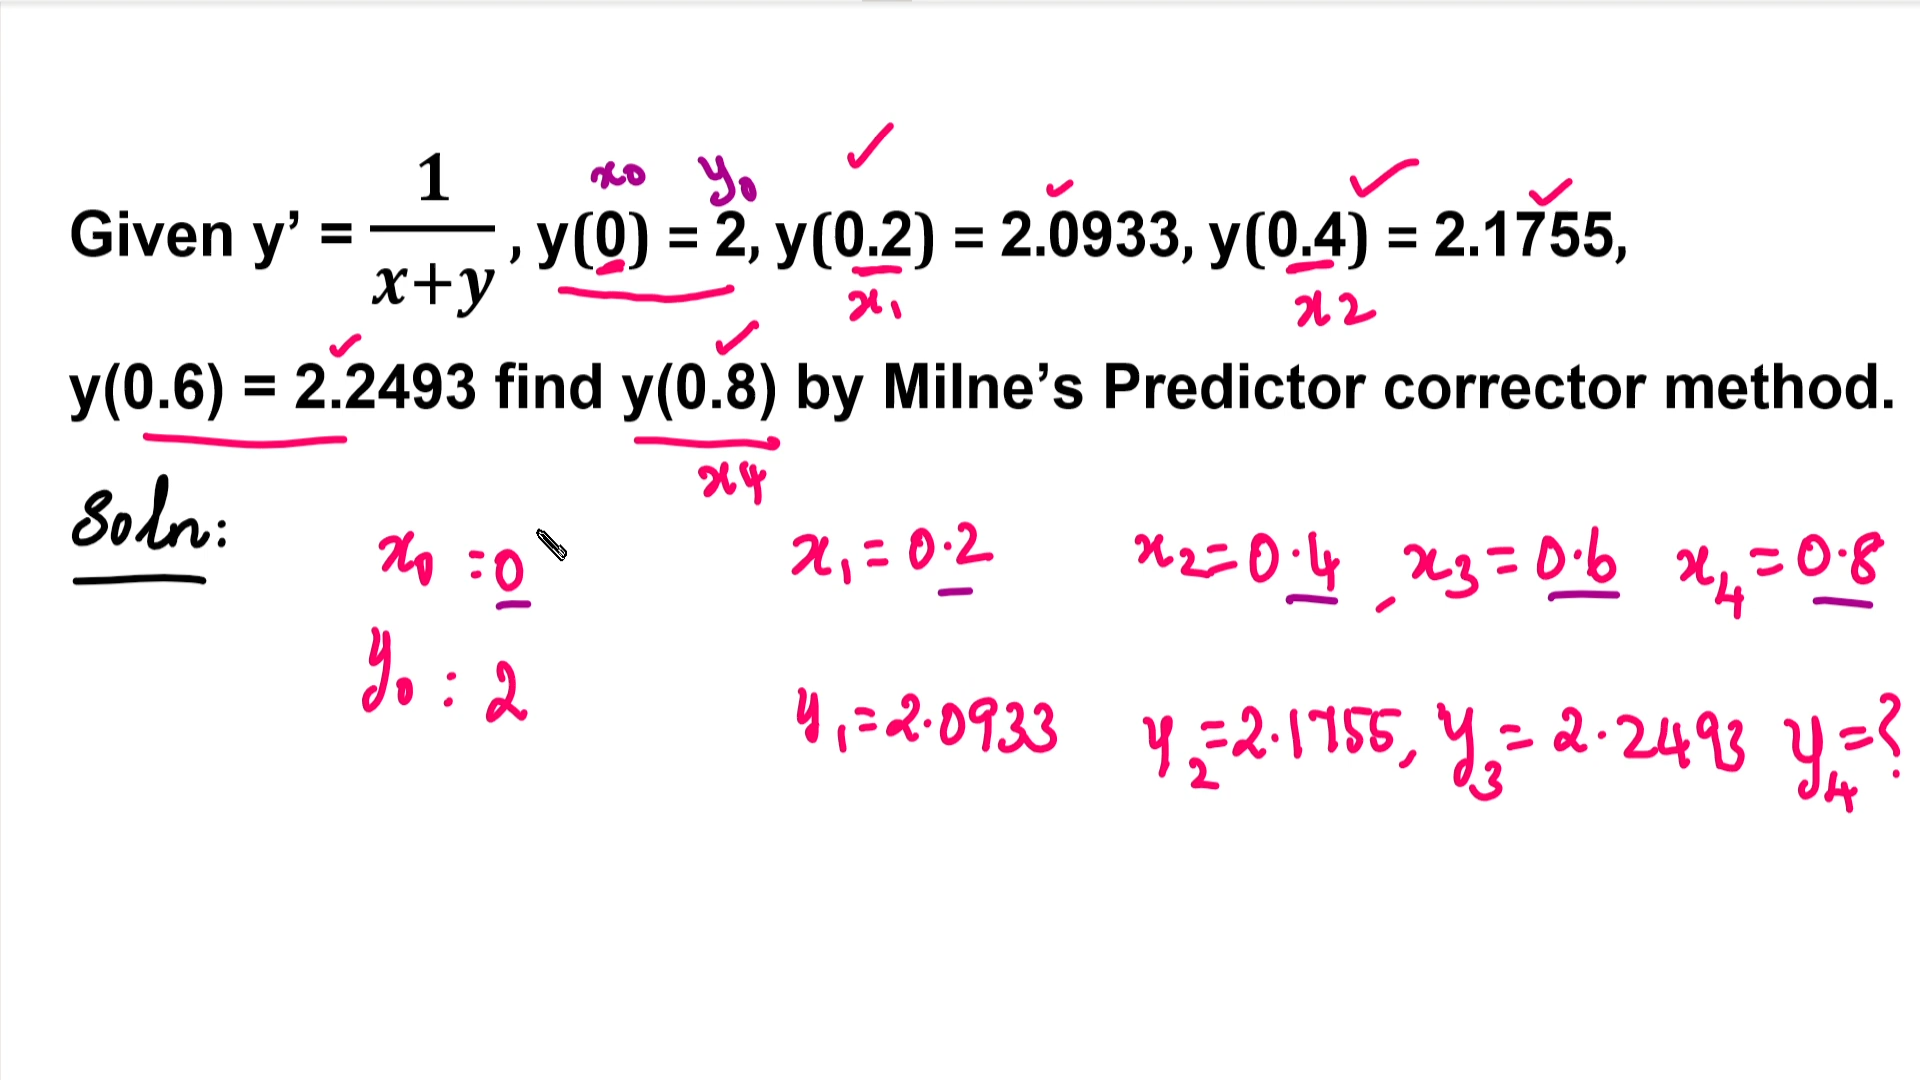 x0 y0
Given y’ = 1/(x+y), y(0) = 2, y(0.2) = 2.0933, y(0.4) = 2.1755,
x1 x2
y(0.6) = 2.2493 find y(0.8) by Milne’s Predictor corrector method.
x4
Soln:
x0 = 0 x1 = 0.2 x2 = 0.4, x3 = 0.6 x4 = 0.8
y0 : 2 y1 = 2.0933 y2 = 2.1755, y3 = 2.2493 y4 = ?